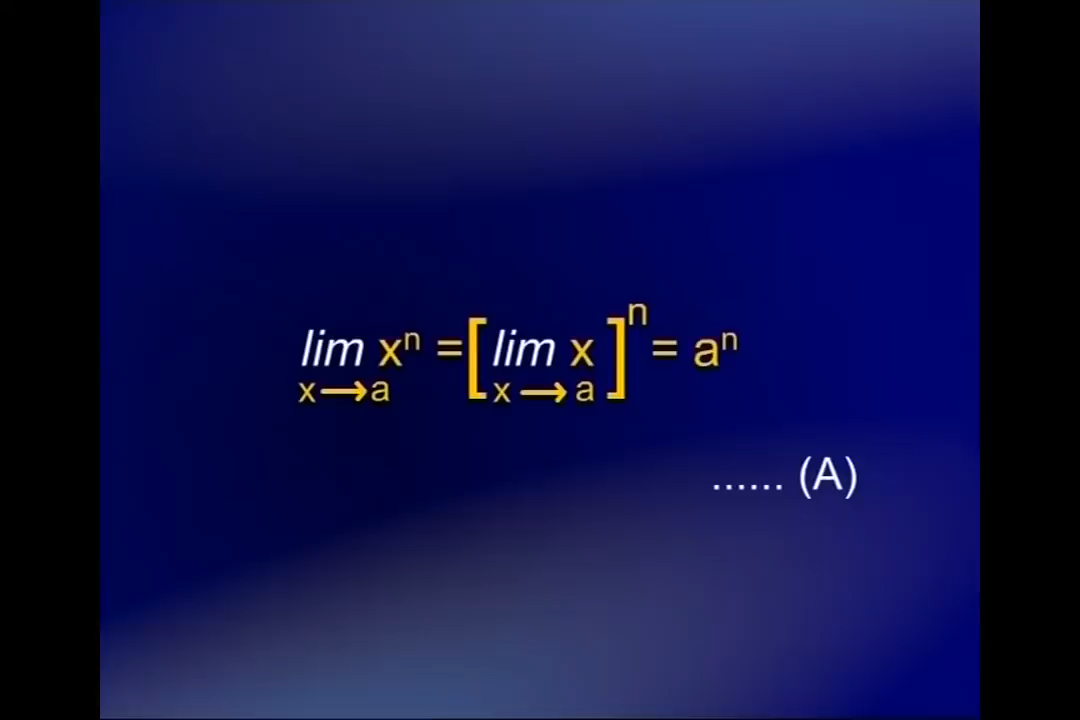 lim xⁿ = [ lim x ]ⁿ = aⁿ
x→a x→a
...... (A)